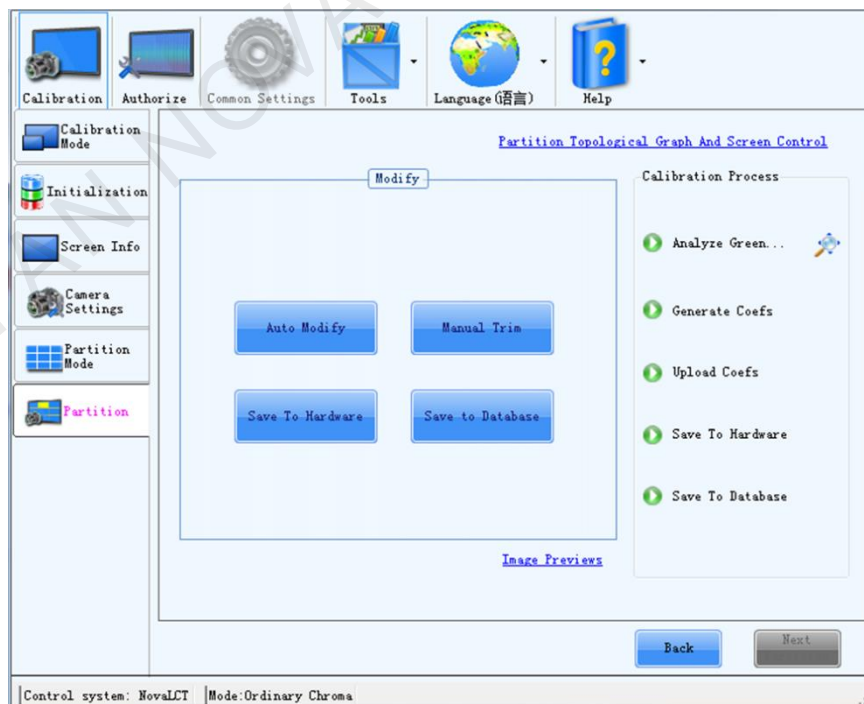 Calibration
Authorize
Common Settings
Tools
Language(语言)
Help
Calibration
Mode
Initialization
Screen Info
Camera
Settings
Partition
Mode
Partition
Partition Topological Graph And Screen Control
Modify
Auto Modify
Manual Trim
Save To Hardware
Save to Database
Image Previews
Calibration Process
Analyze Green...
Generate Coefs
Upload Coefs
Save To Hardware
Save To Database
Back
Next
Control system: NovaLCT
Mode:Ordinary Chroma